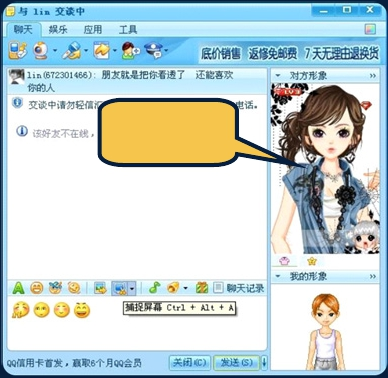 与 lin 交谈中
聊天 娱乐 应用 工具
底价销售 返修免邮费 7天无理由退换货
lin(672301466): 朋友就是把你看透了 还能喜欢
你的人
交谈中请勿轻信
电话。
该好友不在线，
对方形象
我的形象
聊天记录
捕捉屏幕 Ctrl + Alt + A
QQ信用卡首发，赢取6个月QQ会员
关闭(C) 发送(S)